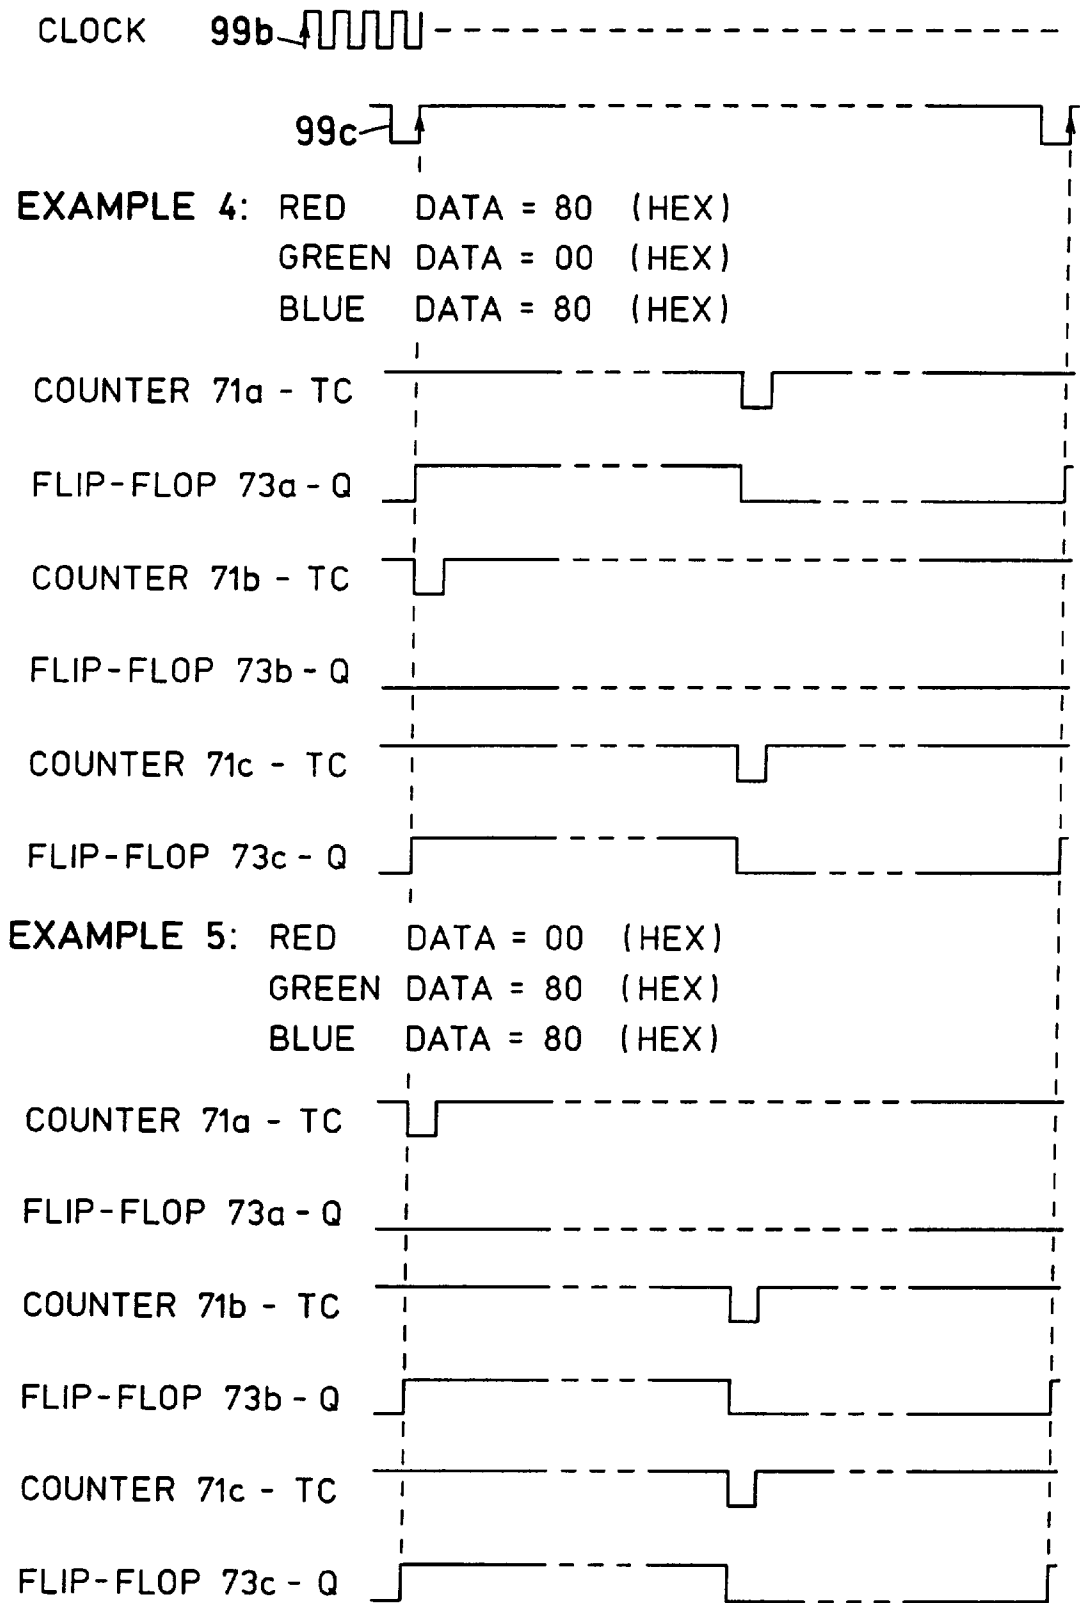 CLOCK 99b
99c
EXAMPLE 4: RED DATA = 80 (HEX)
GREEN DATA = 00 (HEX)
BLUE DATA = 80 (HEX)
COUNTER 71a - TC
FLIP-FLOP 73a - Q
COUNTER 71b - TC
FLIP-FLOP 73b - Q
COUNTER 71c - TC
FLIP-FLOP 73c - Q
EXAMPLE 5: RED DATA = 00 (HEX)
GREEN DATA = 80 (HEX)
BLUE DATA = 80 (HEX)
COUNTER 71a - TC
FLIP-FLOP 73a - Q
COUNTER 71b - TC
FLIP-FLOP 73b - Q
COUNTER 71c - TC
FLIP-FLOP 73c - Q